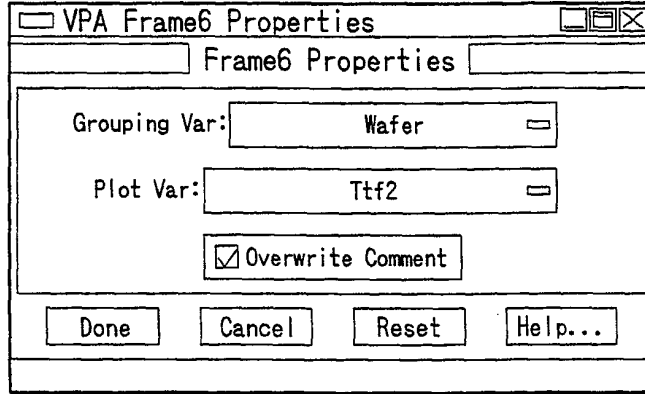 VPA Frame6 Properties
Frame6 Properties
Grouping Var: Wafer
Plot Var: Ttf2
Overwrite Comment
Done Cancel Reset Help...